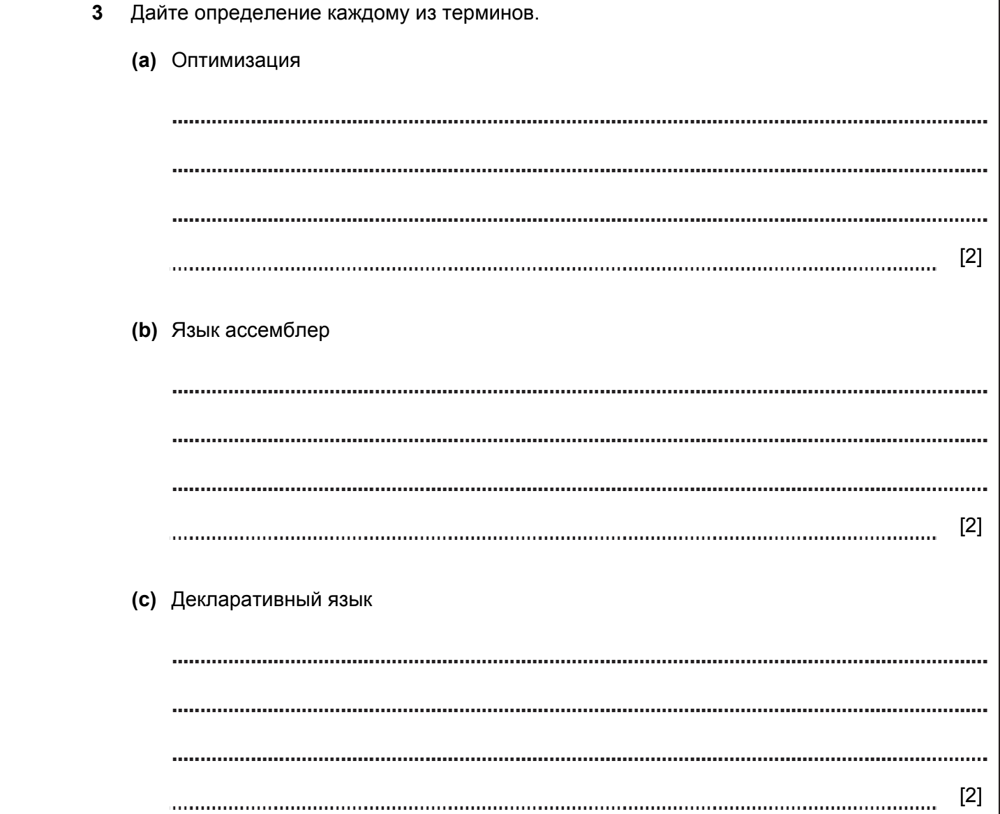 3 Дайте определение каждому из терминов.
(a) Оптимизация
[2]
(b) Язык ассемблер
[2]
(c) Декларативный язык
[2]